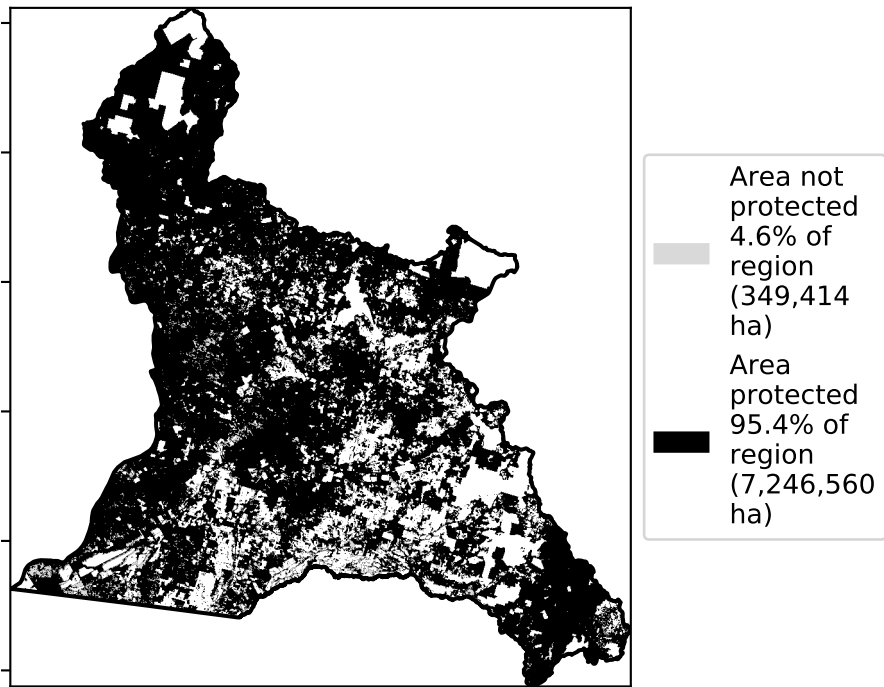 Area not
protected
4.6% of
region
(349,414
ha)
Area
protected
95.4% of
region
(7,246,560
ha)